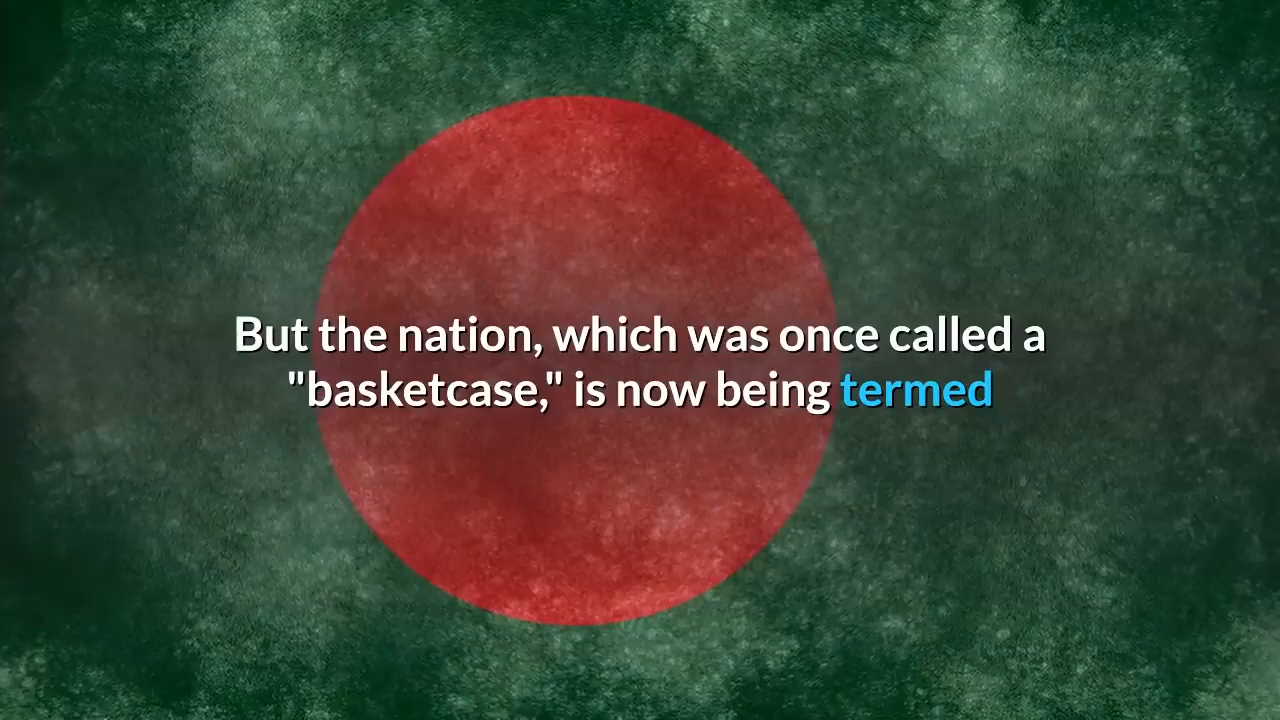 But the nation, which was once called a
"basketcase," is now being termed